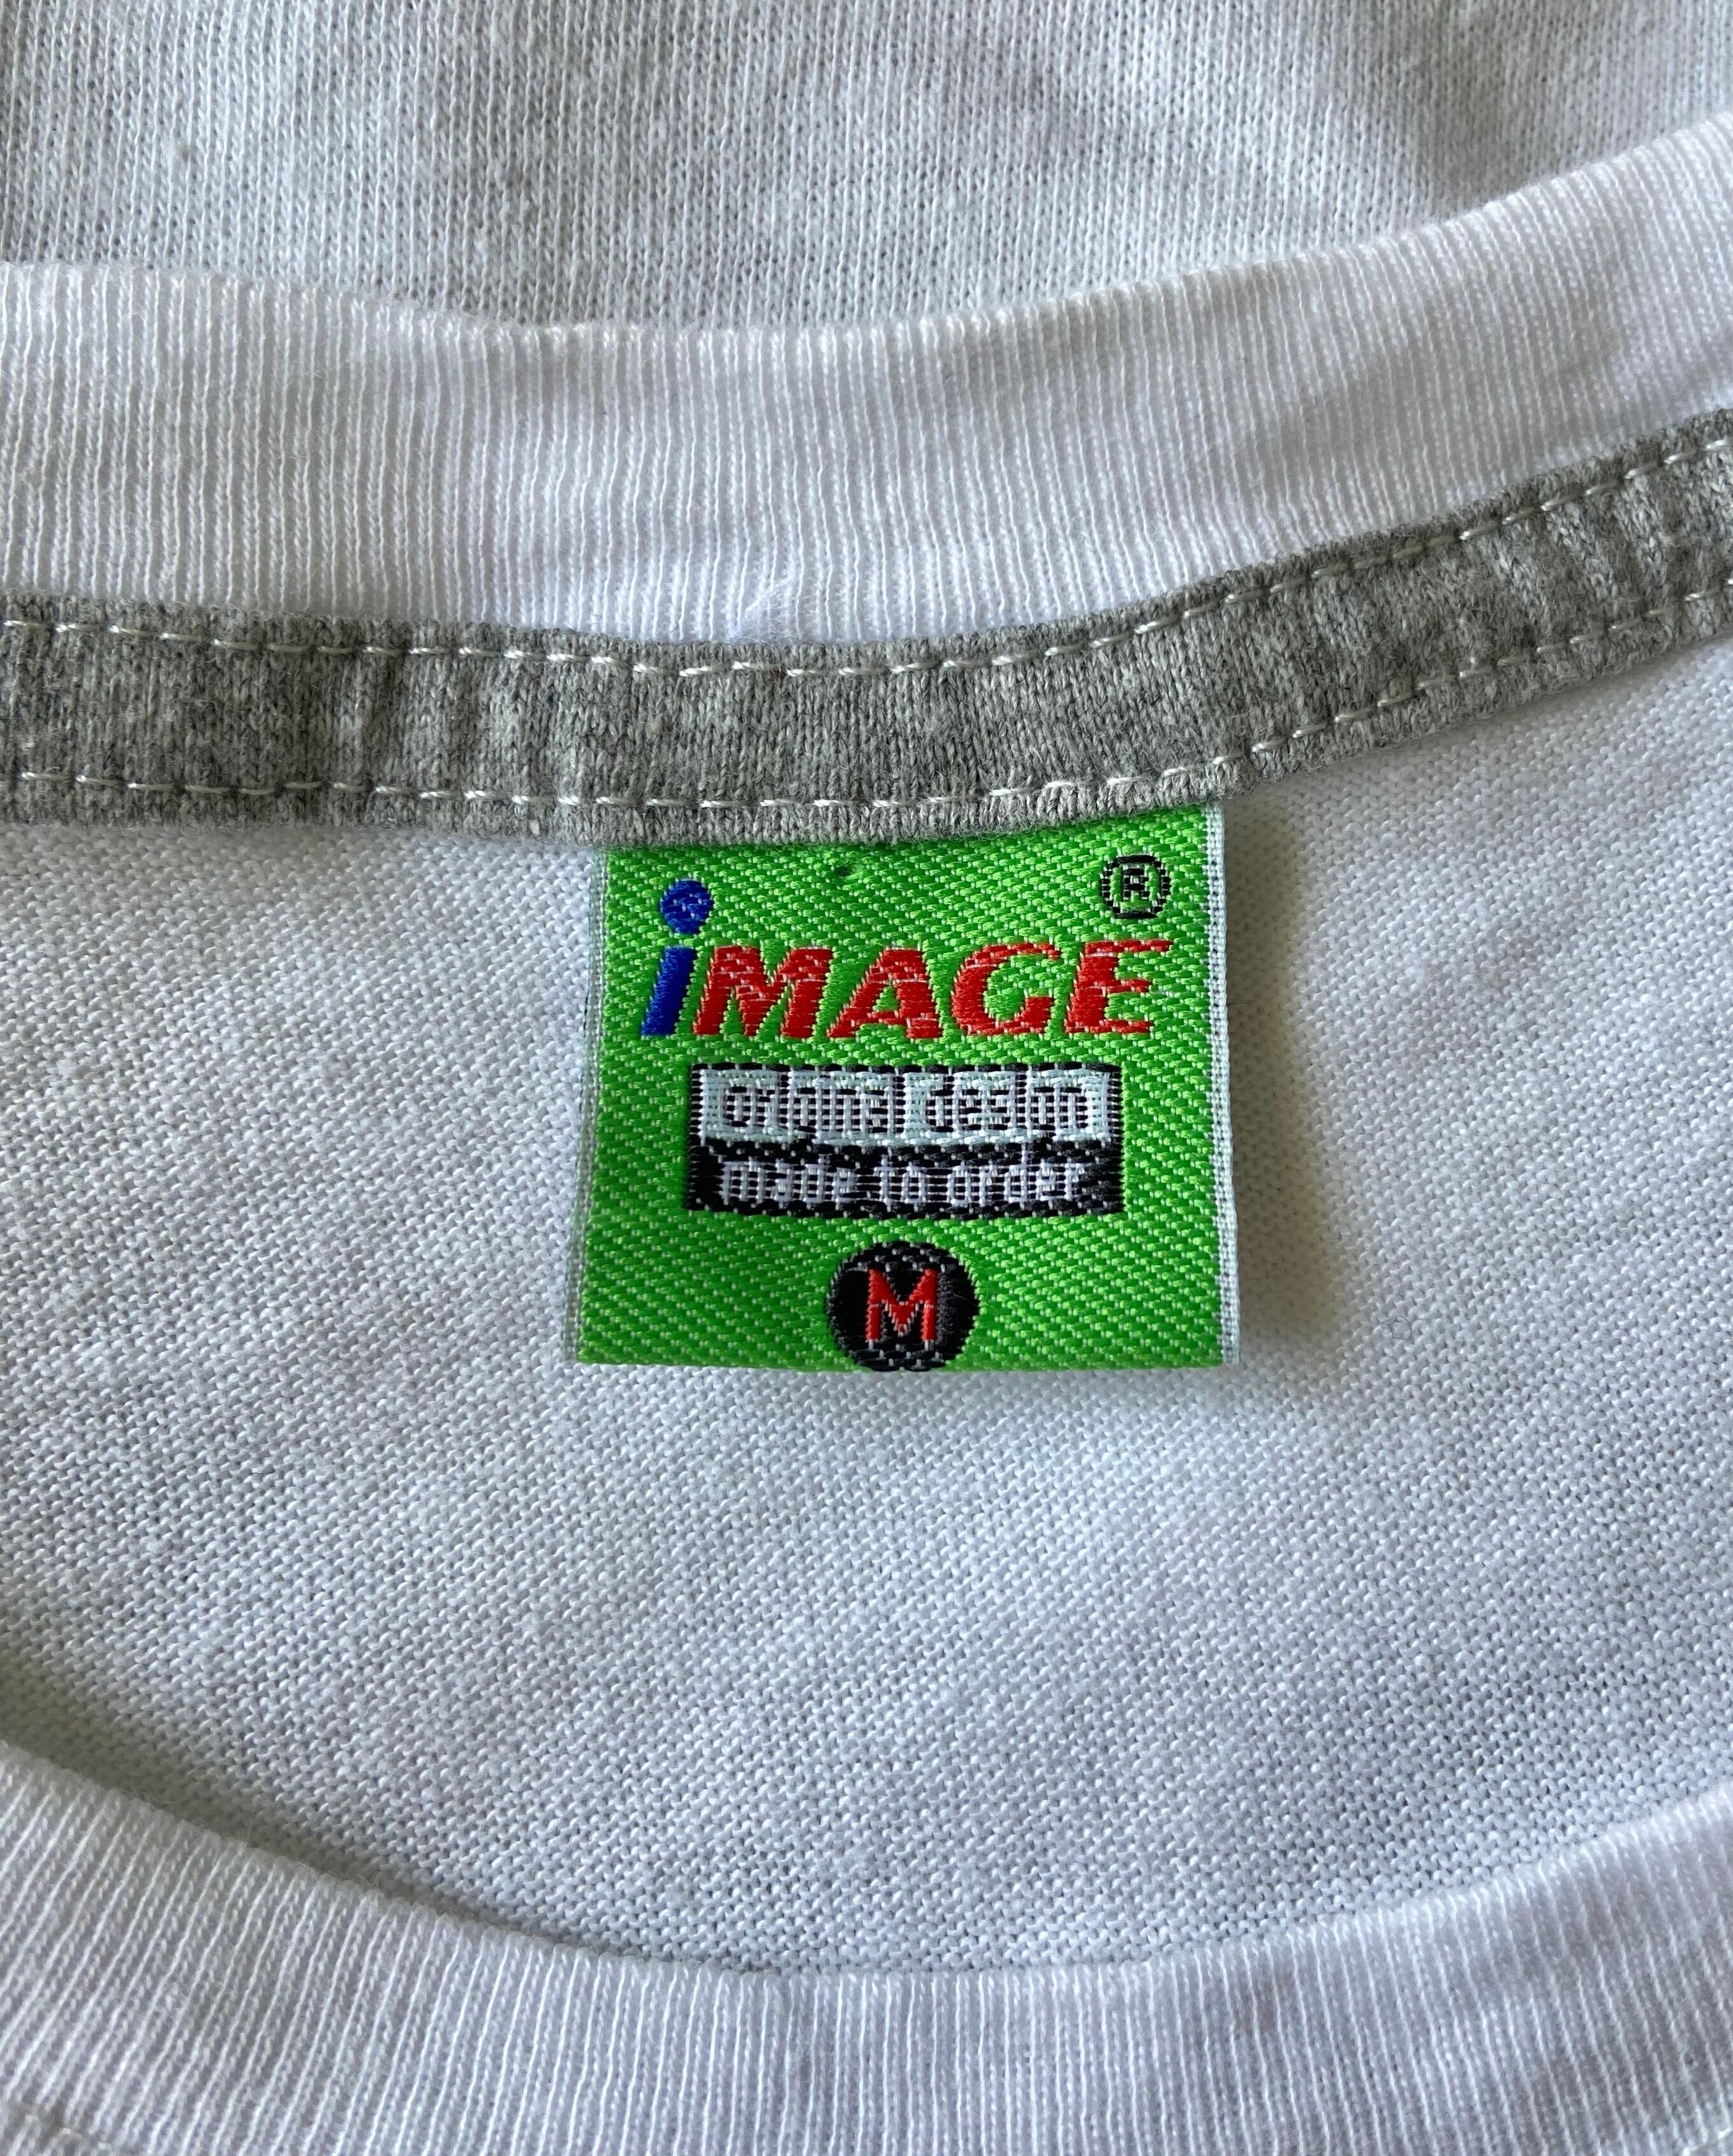 ®
iMAGE
original design
made to order
M